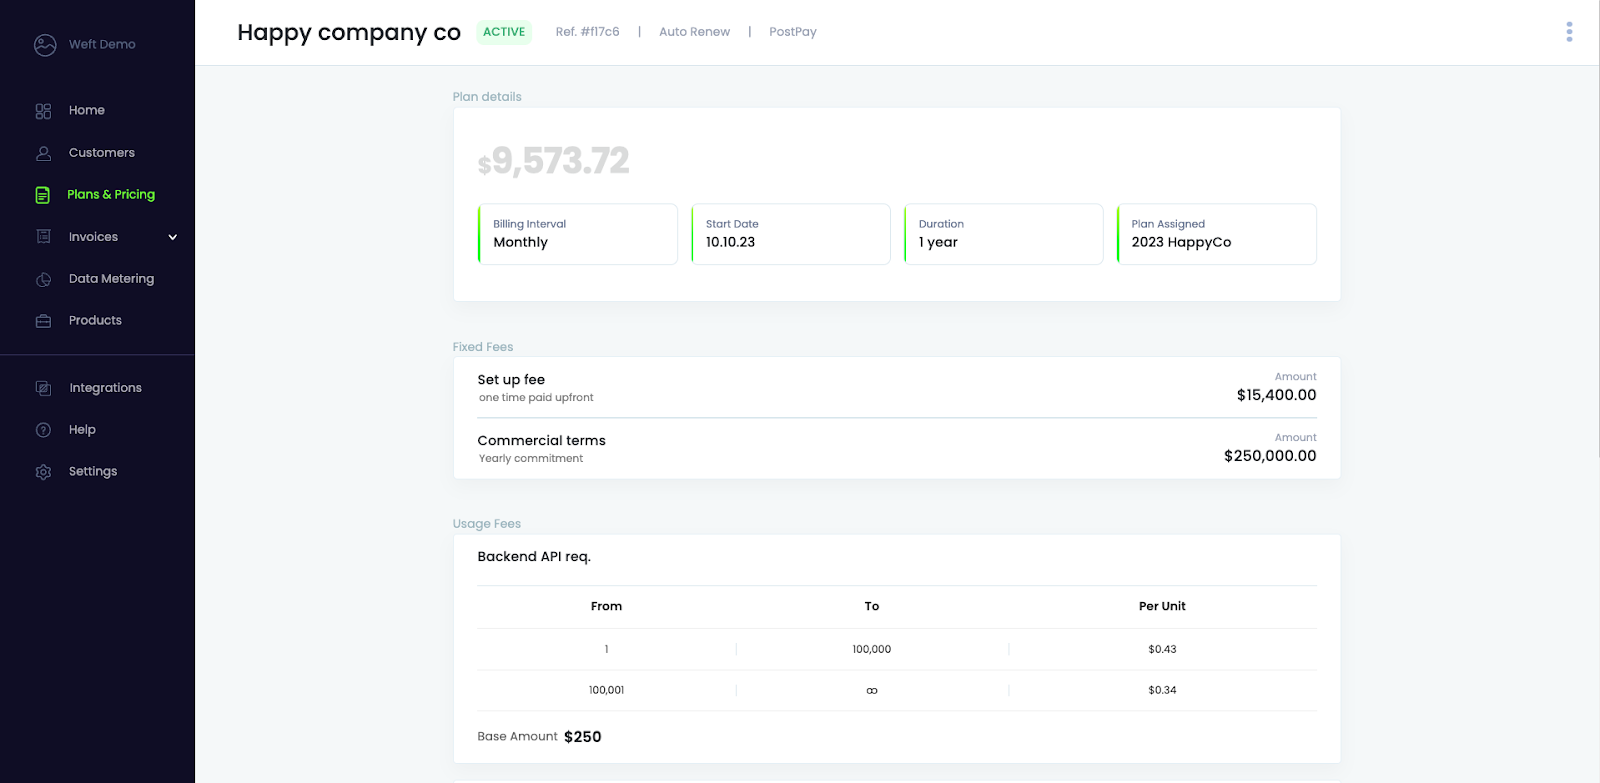 Weft Demo
Home
Customers
Plans & Pricing
Invoices
Data Metering
Products
Integrations
Help
Settings
Happy company co ACTIVE Ref. #f17c6 | Auto Renew | PostPay
Plan details
$9,573.72
Billing Interval
Monthly
Start Date
10.10.23
Duration
1 year
Plan Assigned
2023 HappyCo
Fixed Fees
Set up fee
one time paid upfront
Amount
$15,400.00
Commercial terms
Yearly commitment
Amount
$250,000.00
Usage Fees
Backend API req.
From To Per Unit
1 100,000 $0.43
100,001 ∞ $0.34
Base Amount $250